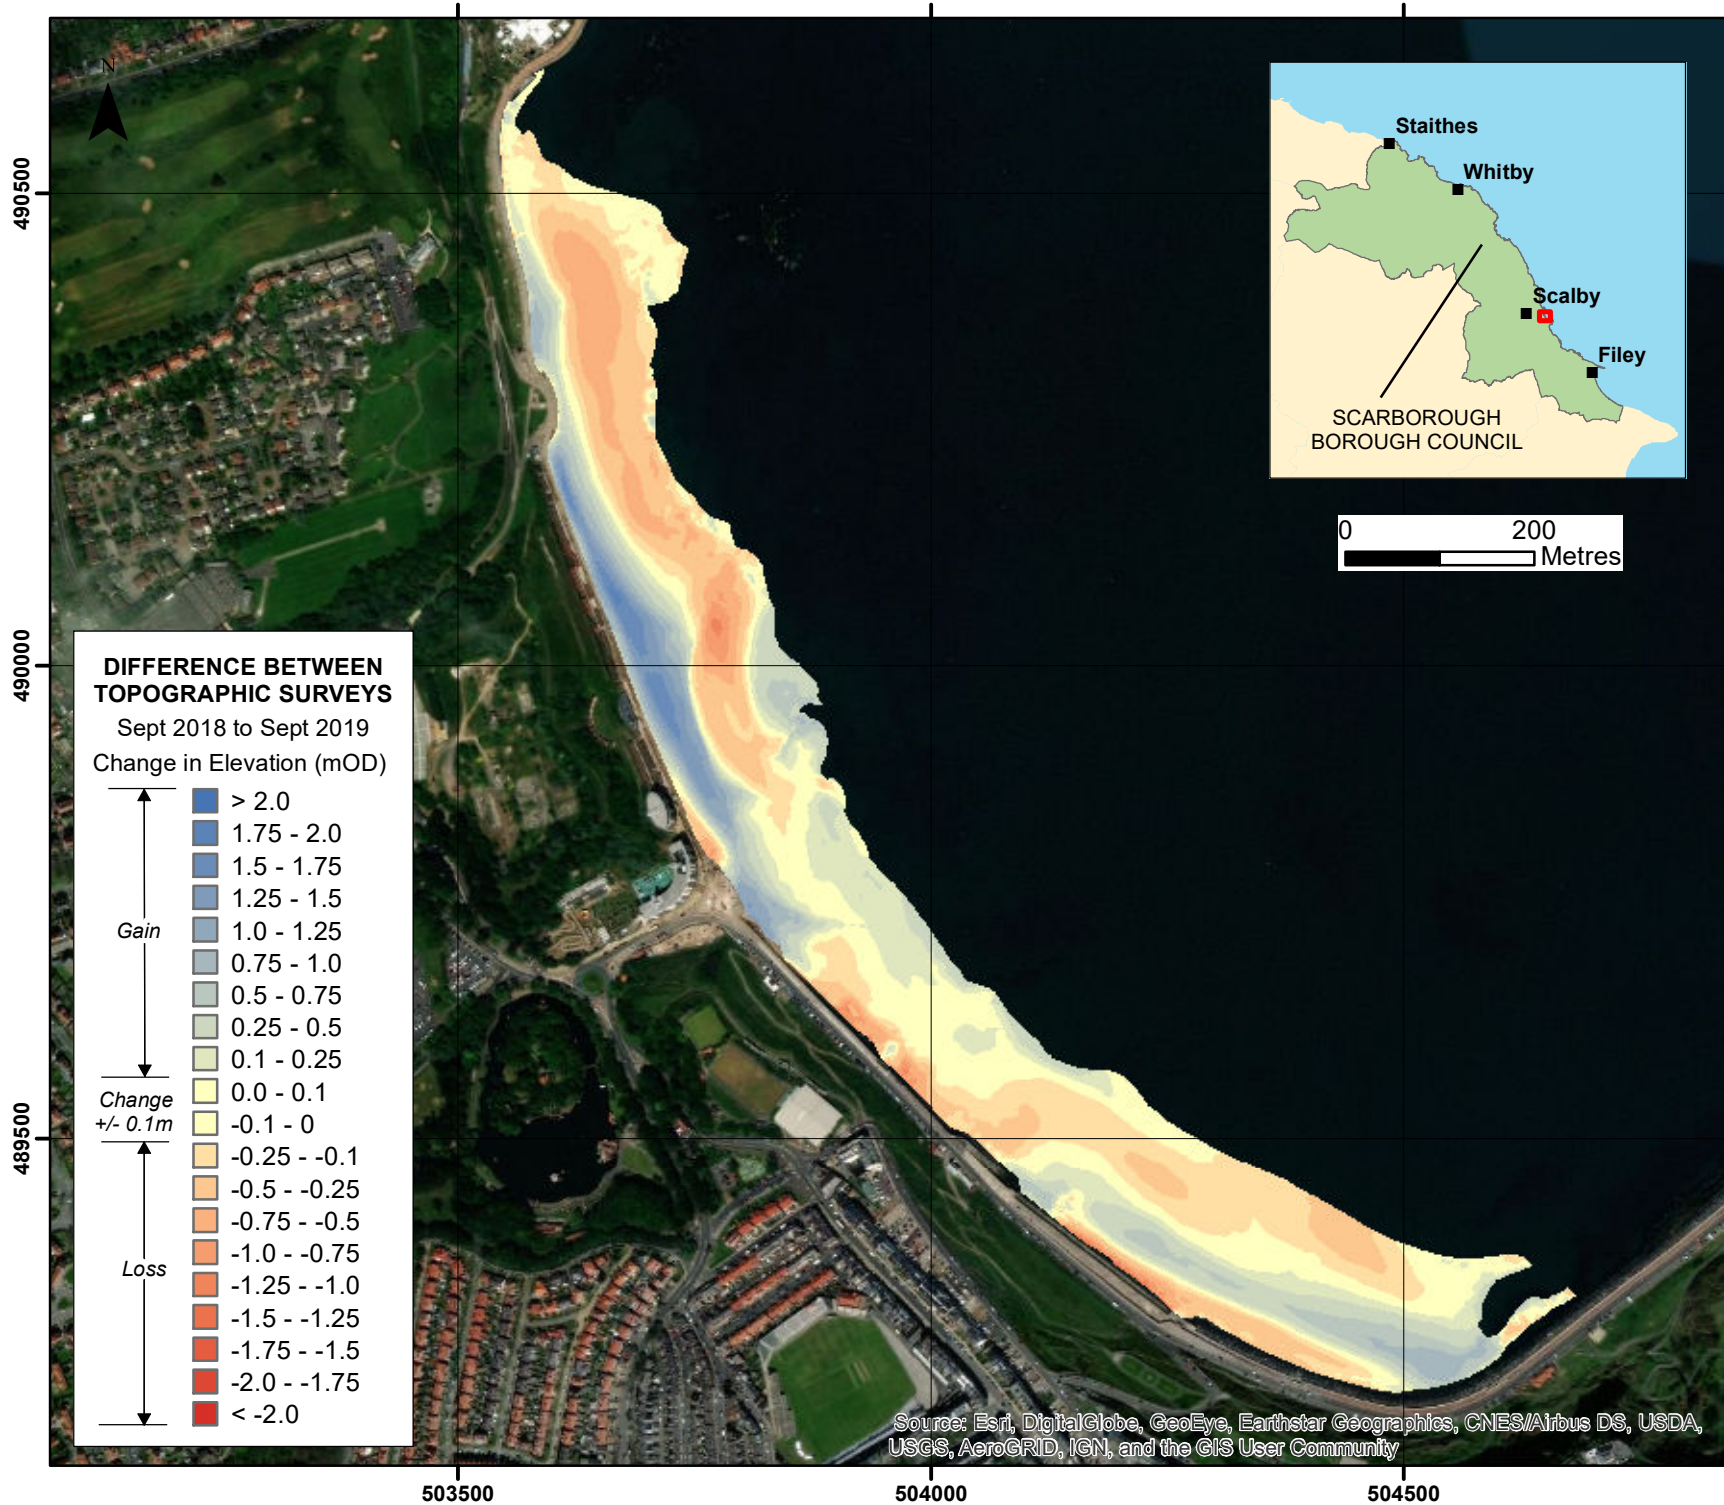 N
490500
490000
489500
503500
504000
504500
Staithes
Whitby
Scalby
Filey
SCARBOROUGH
BOROUGH COUNCIL
0 200
Metres
DIFFERENCE BETWEEN
TOPOGRAPHIC SURVEYS
Sept 2018 to Sept 2019
Change in Elevation (mOD)
> 2.0
1.75 - 2.0
1.5 - 1.75
1.25 - 1.5
Gain
1.0 - 1.25
0.75 - 1.0
0.5 - 0.75
0.25 - 0.5
0.1 - 0.25
Change
+/- 0.1m
0.0 - 0.1
-0.1 - 0
-0.25 - -0.1
-0.5 - -0.25
-0.75 - -0.5
-1.0 - -0.75
Loss
-1.25 - -1.0
-1.5 - -1.25
-1.75 - -1.5
-2.0 - -1.75
< -2.0
Source: Esri, DigitalGlobe, GeoEye, Earthstar Geographics, CNES/Airbus DS, USDA,
USGS, AeroGRID, IGN, and the GIS User Community